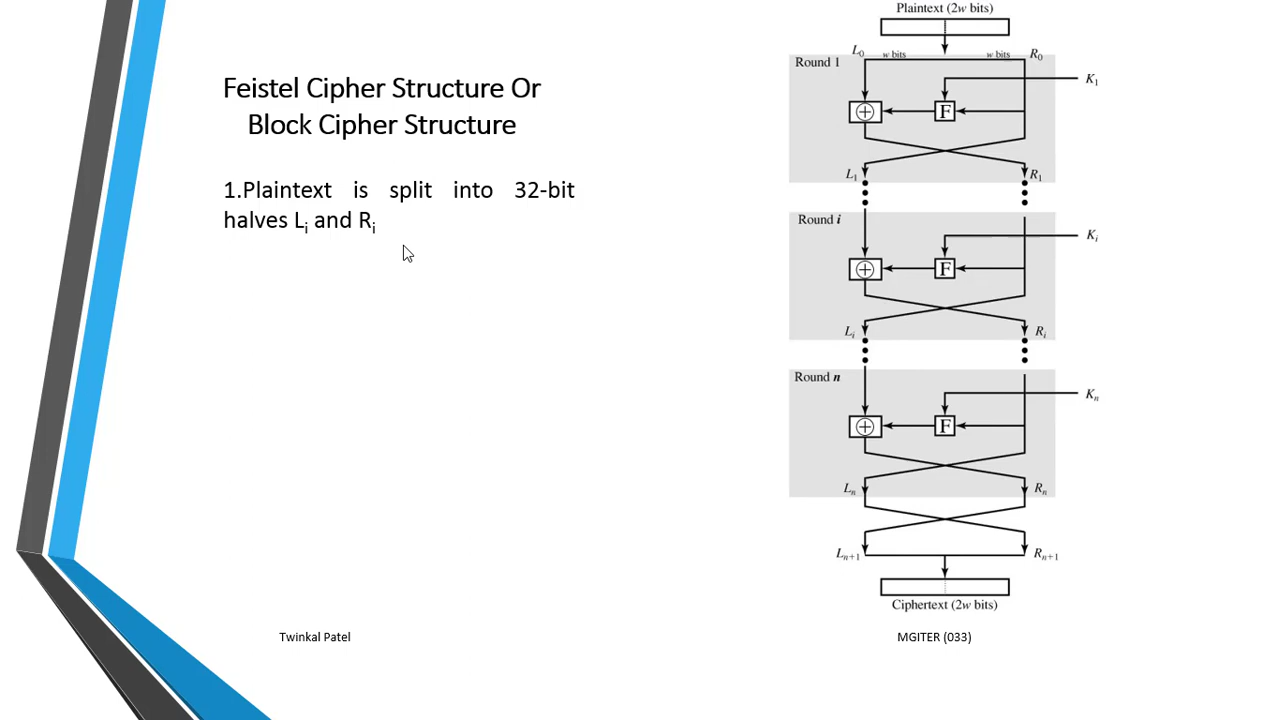 Feistel Cipher Structure Or
Block Cipher Structure
1.Plaintext is split into 32-bit
halves Li and Ri
Plaintext (2w bits)
L0 w bits w bits R0
Round 1
K1
F
L1 R1
Round i
Ki
F
Li Ri
Round n
Kn
F
Ln Rn
Ln+1 Rn+1
Ciphertext (2w bits)
Twinkal Patel
MGITER (033)